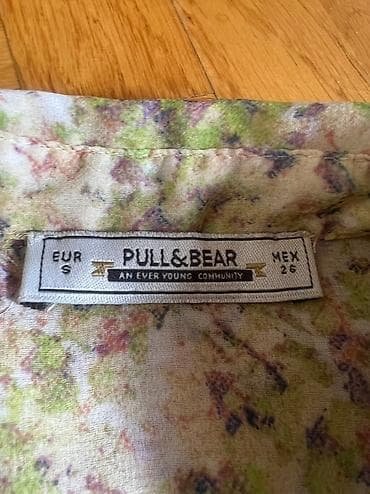 EUR
S
PULL&BEAR
AN EVER YOUNG COMMUNITY
MEX
26